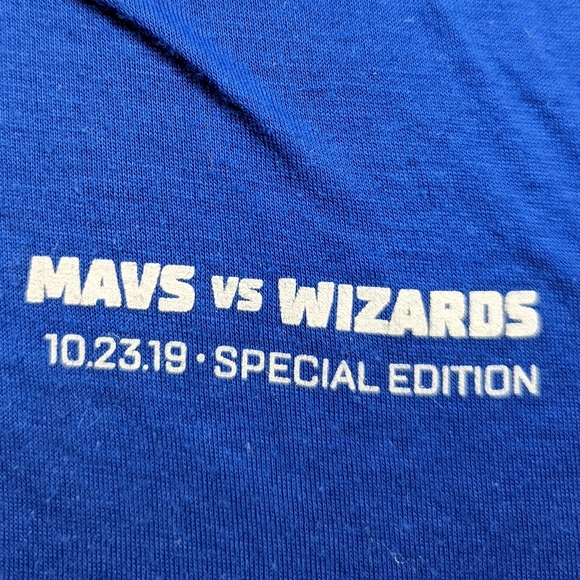 MAVS VS WIZARDS
10.23.19 · SPECIAL EDITION